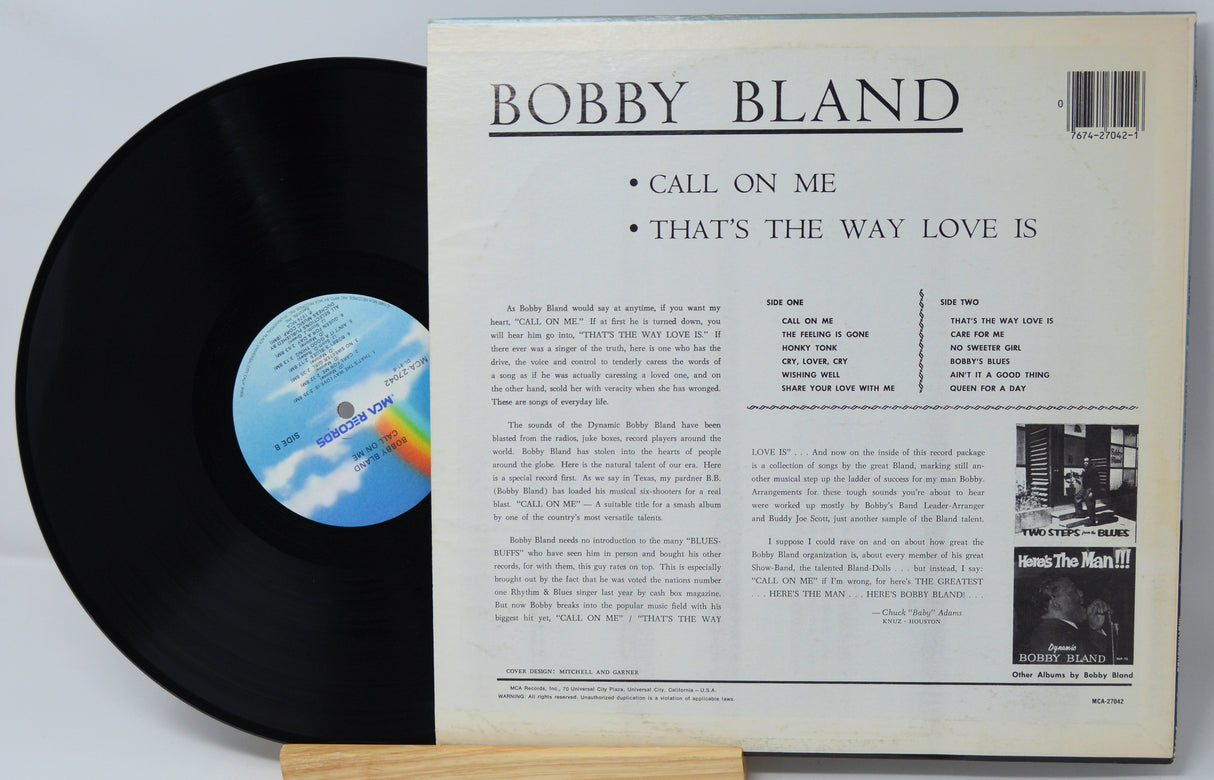 BOBBY BLAND
0
7674-27042-1
• CALL ON ME
• THAT'S THE WAY LOVE IS
As Bobby Bland would say at anytime, if you want my
heart, "CALL ON ME." If at first he is turned down, you
will hear him go into, "THAT'S THE WAY LOVE IS." If
there ever was a singer of the truth, here is one who has the
drive, the voice and control to tenderly caress the words of
a song as if he was actually caressing a loved one, and on
the other hand, scold her with veracity when she has wronged.
These are songs of everyday life.
The sounds of the Dynamic Bobby Bland have been
blasted from the radios, juke boxes, record players around the
world. Bobby Bland has stolen into the hearts of people
around the globe. Here is the natural talent of our era. Here
is a special record first. As we say in Texas, my pardner B.B.
(Bobby Bland) has loaded his musical six-shooters for a real
blast. "CALL ON ME" — A suitable title for a smash album
by one of the country's most versatile talents.
Bobby Bland needs no introduction to the many "BLUES-
BUFFS" who have seen him in person and bought his other
records, for with them, this guy rates on top. This is especially
brought out by the fact that he was voted the nations number
one Rhythm & Blues singer last year by cash box magazine.
But now Bobby breaks into the popular music field with his
biggest hit yet, "CALL ON ME" / "THAT'S THE WAY
SIDE ONE
CALL ON ME
THE FEELING IS GONE
HONKY TONK
CRY, LOVER, CRY
WISHING WELL
SHARE YOUR LOVE WITH ME
SIDE TWO
THAT'S THE WAY LOVE IS
CARE FOR ME
NO SWEETER GIRL
BOBBY'S BLUES
AIN'T IT A GOOD THING
QUEEN FOR A DAY
LOVE IS" . . . And now on the inside of this record package
is a collection of songs by the great Bland, marking still an-
other musical step up the ladder of success for my man Bobby.
Arrangements for these tough sounds you're about to hear
were worked up mostly by Bobby's Band Leader-Arranger
and Buddy Joe Scott, just another sample of the Bland talent.
I suppose I could rave on and on about how great the
Bobby Bland organization is, about every member of his great
Show-Band, the talented Bland-Dolls . . . but instead, I say:
"CALL ON ME" if I'm wrong, for here's THE GREATEST
. . . HERE'S THE MAN . . . HERE'S BOBBY BLAND! . . .
— Chuck "Baby" Adams
KNUZ - HOUSTON
TWO STEPS from the BLUES
Here's The Man!!!
Dynamic
BOBBY BLAND
Other Albums by Bobby Bland
COVER DESIGN: MITCHELL AND GARNER
MCA Records, Inc., 70 Universal City Plaza, Universal City, California – U.S.A.
WARNING: All rights reserved. Unauthorized duplication is a violation of applicable laws.
MCA-27042
MCA RECORDS
BOBBY BLAND
CALL ON ME
SIDE B
MCA-27042